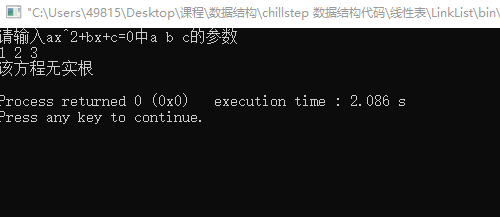 "C:\Users\49815\Desktop\课程\数据结构\chillstep 数据结构代码\线性表\LinkList\bin\
请输入ax^2+bx+c=0中a b c的参数
1 2 3
该方程无实根
Process returned 0 (0x0)   execution time : 2.086 s
Press any key to continue.